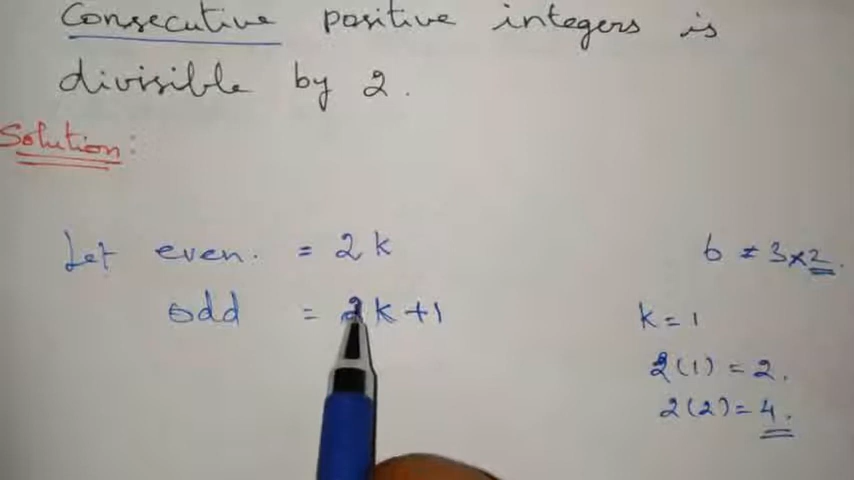 Consecutive positive integers is
divisible by 2.
Solution:
Let even. = 2k
odd = 2k+1
6 = 3×2.
k = 1
2(1) = 2.
2(2) = 4.